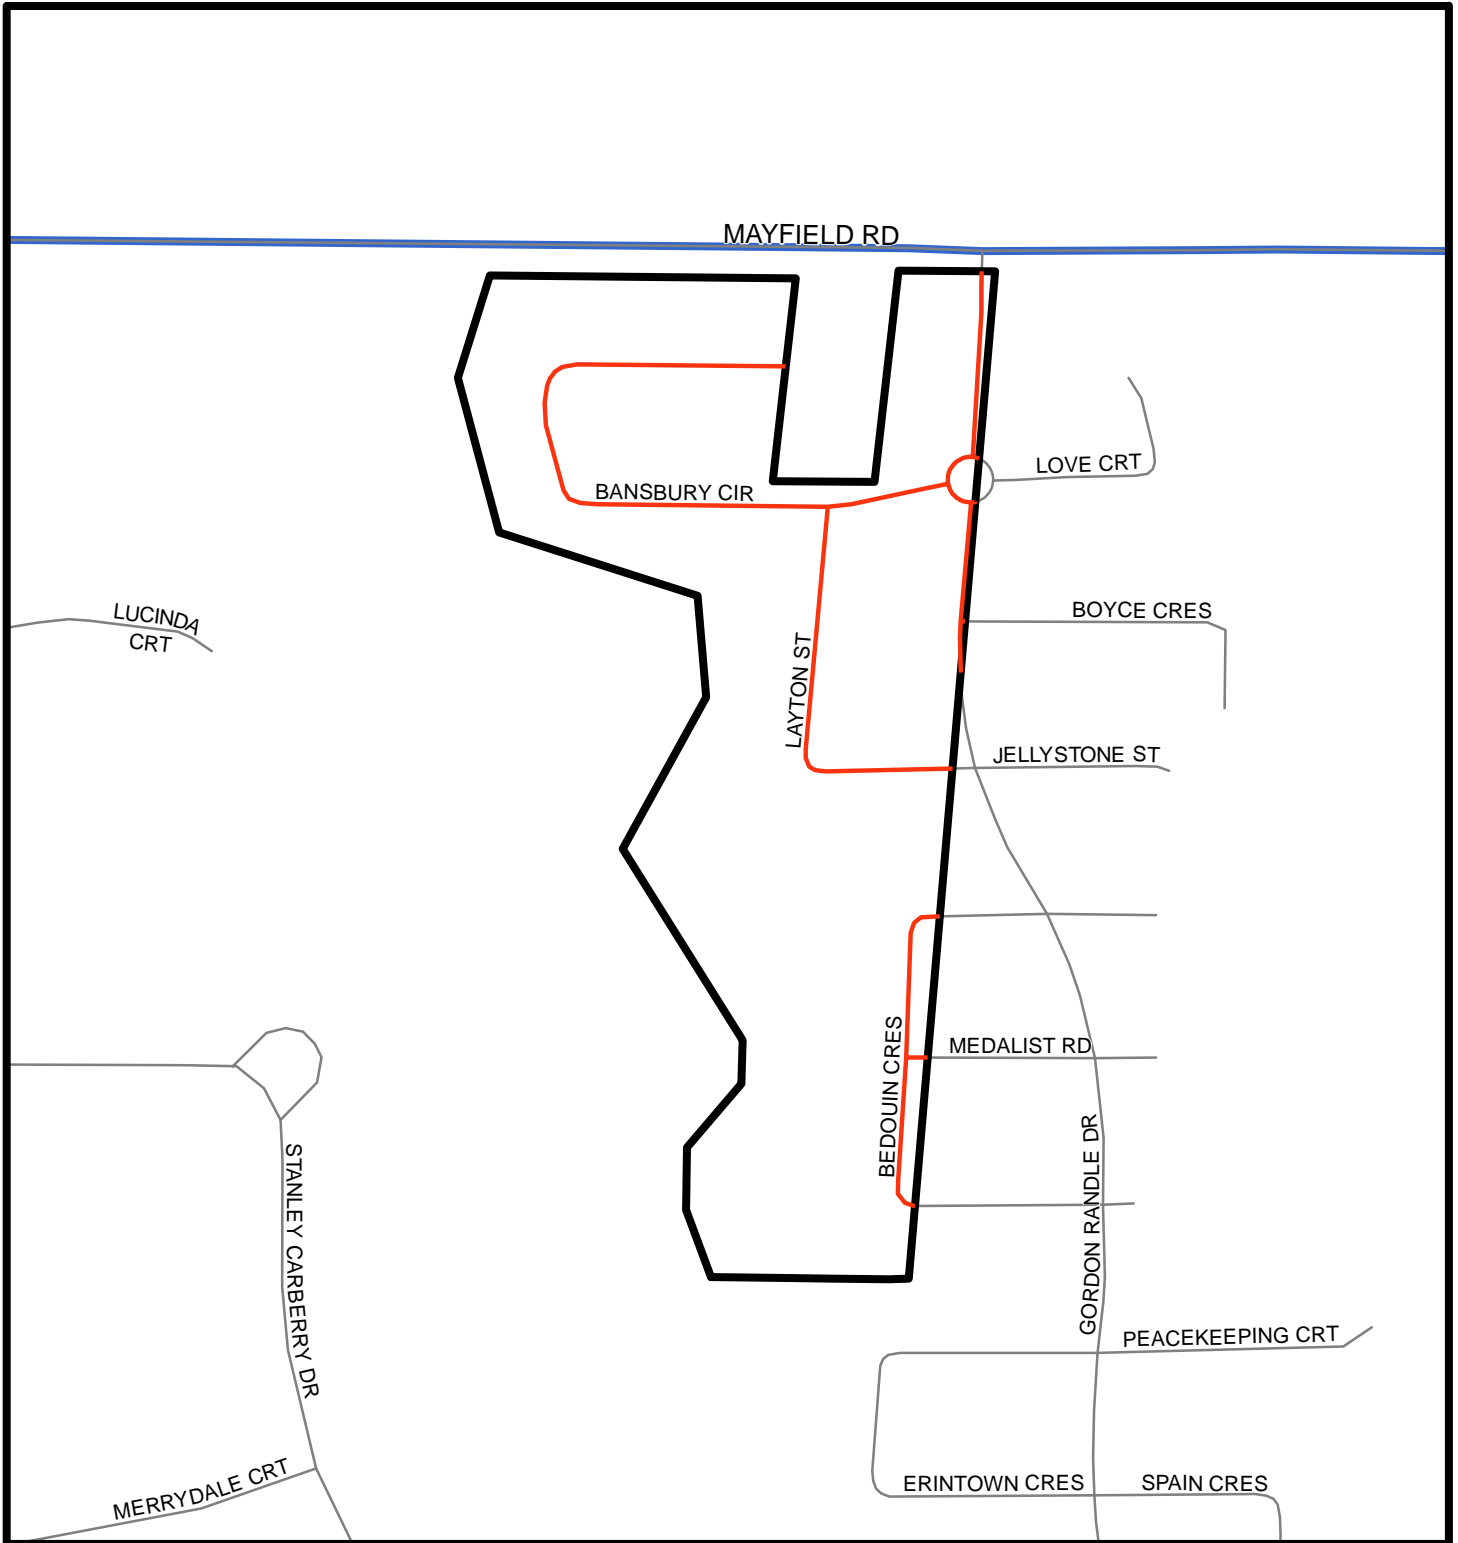 MAYFIELD RD
LOVE CRT
BANSBURY CIR
LUCINDA
CRT
BOYCE CRES
LAYTON ST
JELLYSTONE ST
BEDOUIN CRES
MEDALIST RD
STANLEY CARBERRY DR
GORDON RANDLE DR
PEACEKEEPING CRT
MERRYDALE CRT
ERINTOWN CRES
SPAIN CRES